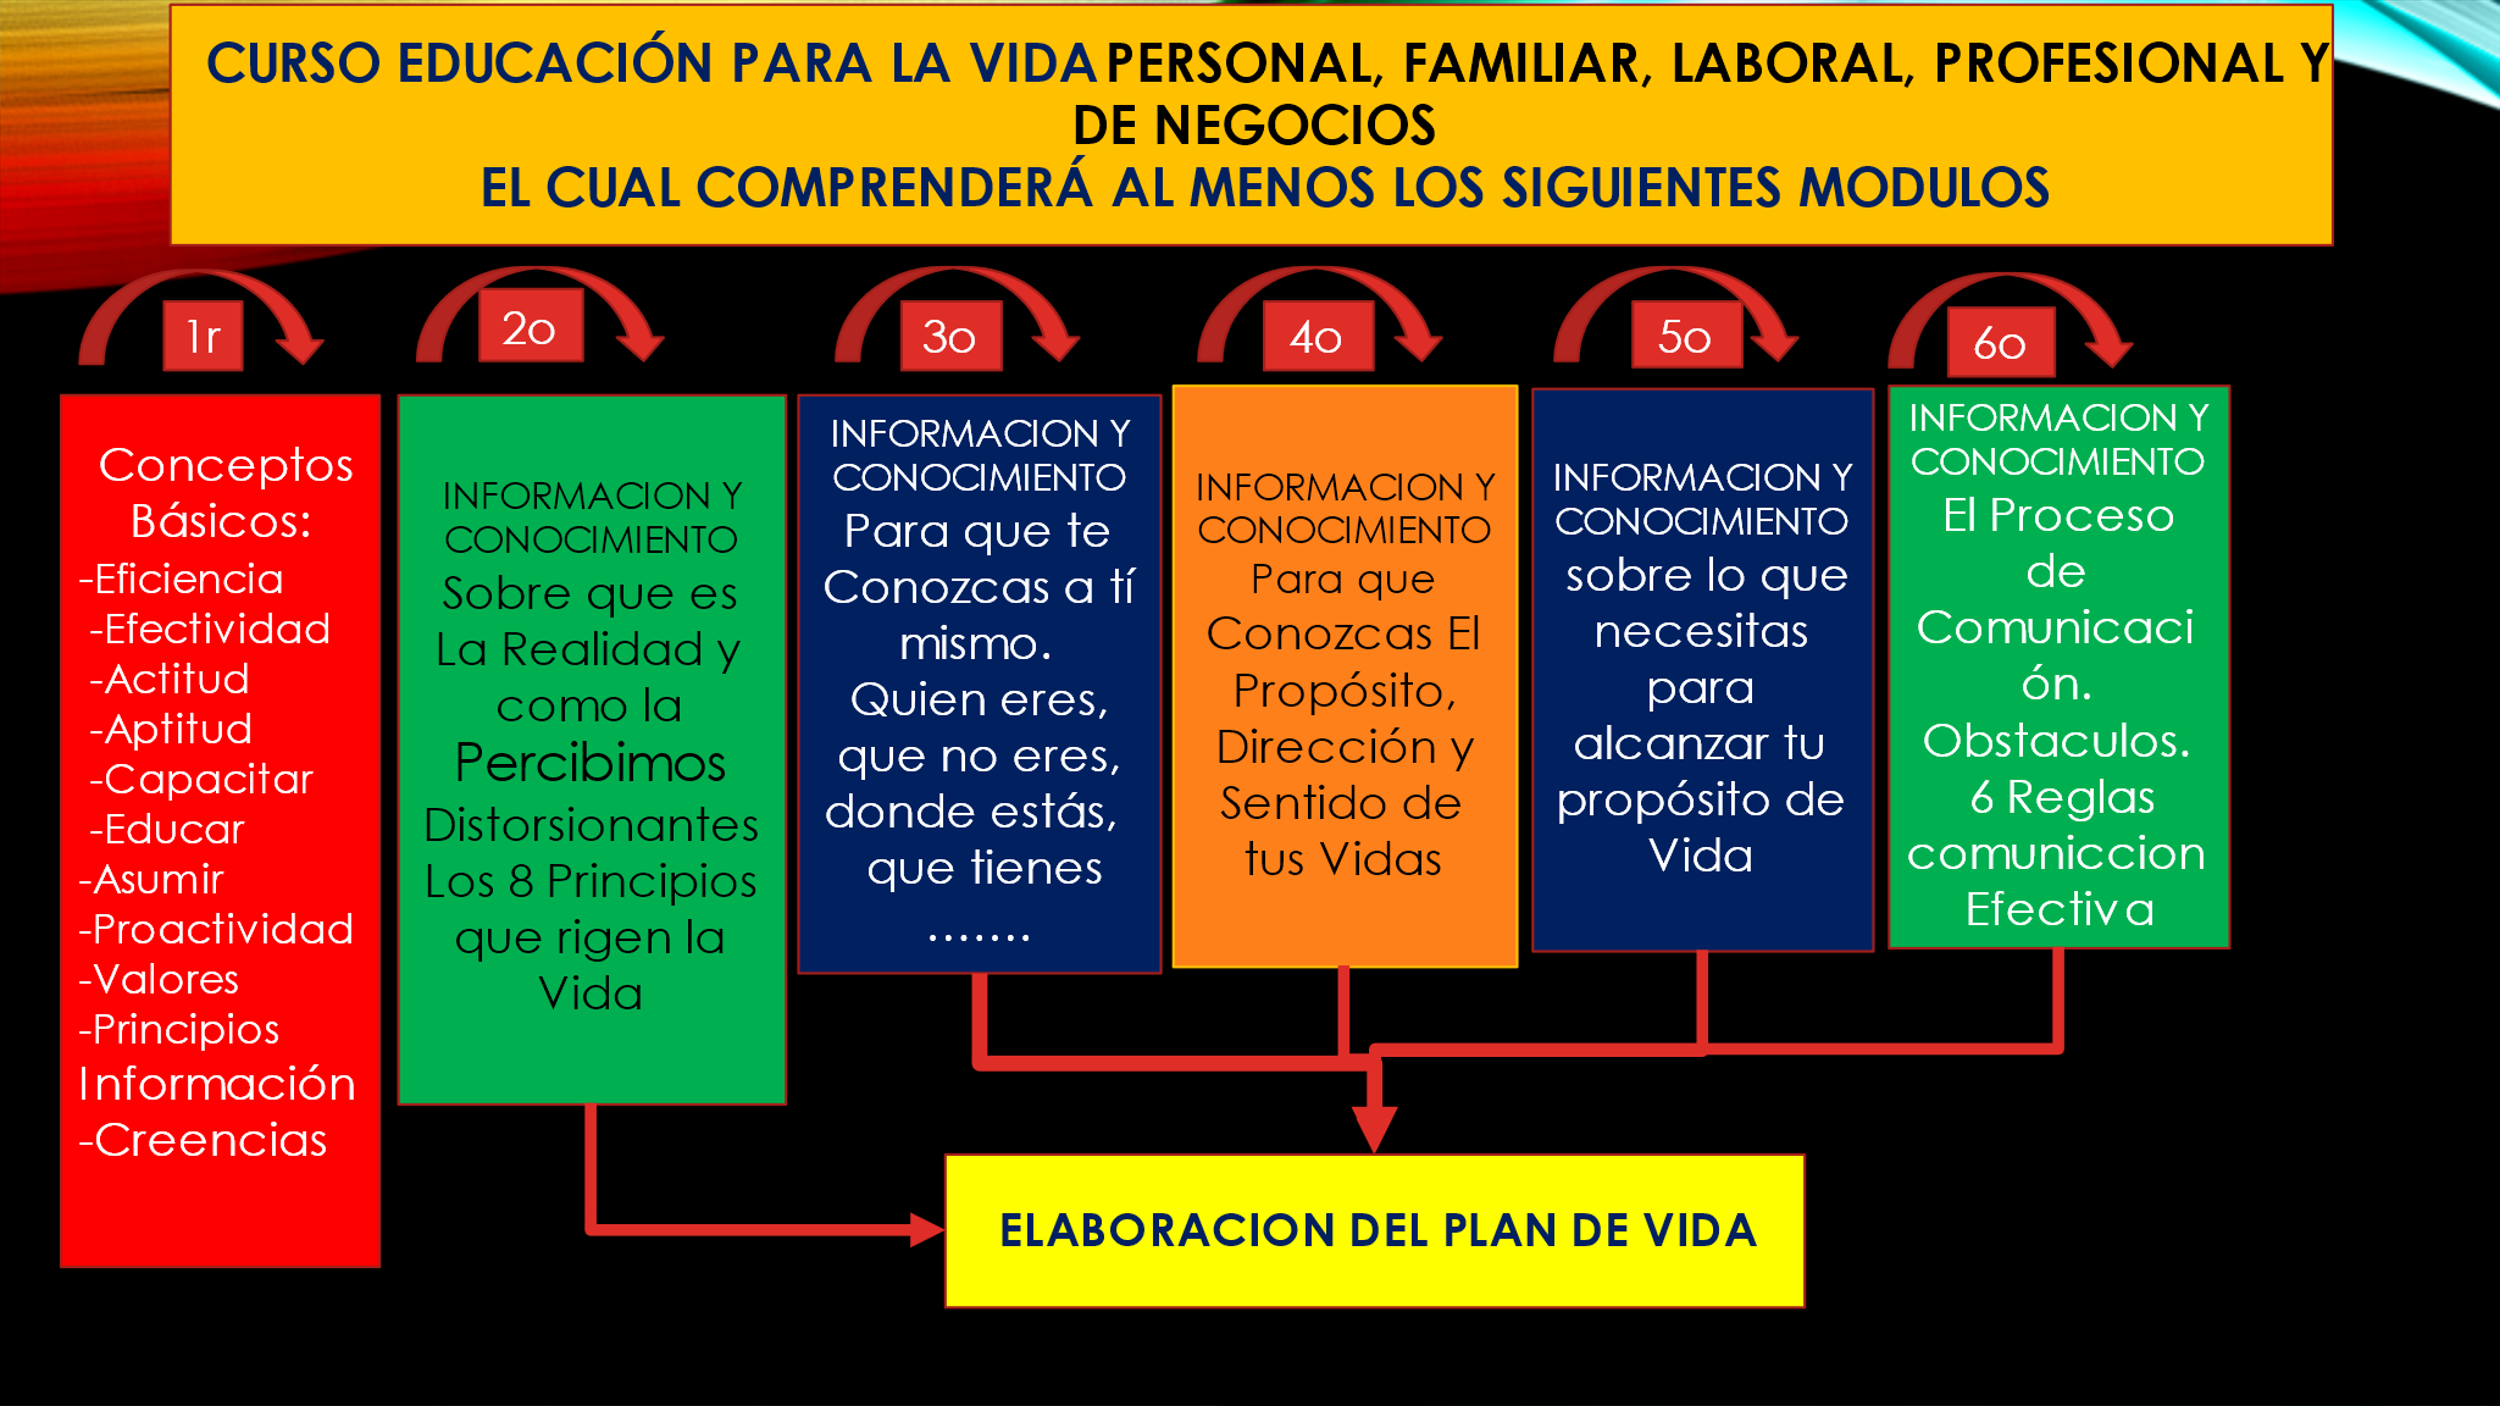 CURSO EDUCACIÓN PARA LA VIDA PERSONAL, FAMILIAR, LABORAL, PROFESIONAL Y
DE NEGOCIOS
EL CUAL COMPRENDERÁ AL MENOS LOS SIGUIENTES MODULOS
1r
2o
3o
4o
5o
6o
Conceptos
Básicos:
-Eficiencia
-Efectividad
-Actitud
-Aptitud
-Capacitar
-Educar
-Asumir
-Proactividad
-Valores
-Principios
Información
-Creencias
INFORMACION Y
CONOCIMIENTO
Sobre que es
La Realidad y
como la
Percibimos
Distorsionantes
Los 8 Principios
que rigen la
Vida
INFORMACION Y
CONOCIMIENTO
Para que te
Conozcas a tí
mismo.
Quien eres,
que no eres,
donde estás,
que tienes
.......
INFORMACION Y
CONOCIMIENTO
Para que
Conozcas El
Propósito,
Dirección y
Sentido de
tus Vidas
INFORMACION Y
CONOCIMIENTO
sobre lo que
necesitas
para
alcanzar tu
propósito de
Vida
INFORMACION Y
CONOCIMIENTO
El Proceso
de
Comunicaci
ón.
Obstaculos.
6 Reglas
comuniccion
Efectiva
ELABORACION DEL PLAN DE VIDA